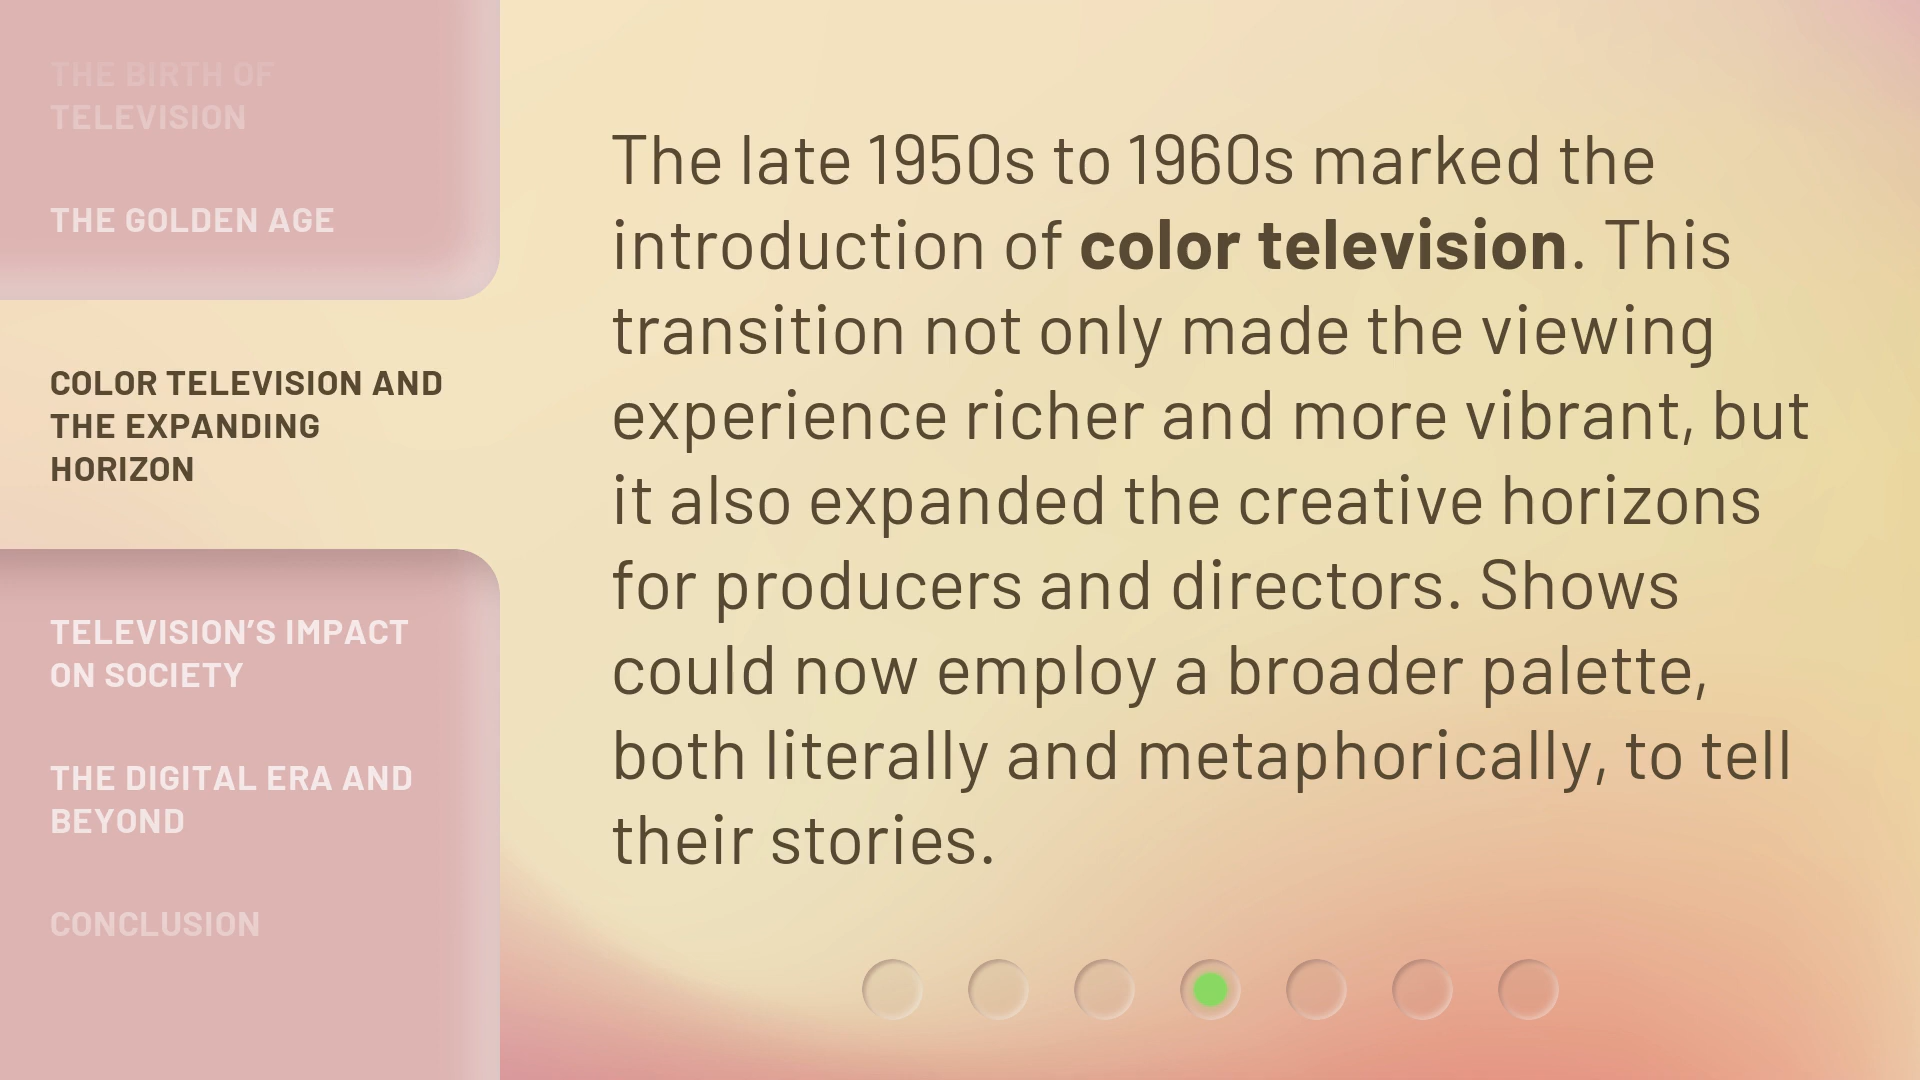 THE BIRTH OF
TELEVISION
THE GOLDEN AGE
COLOR TELEVISION AND
THE EXPANDING
HORIZON
TELEVISION’S IMPACT
ON SOCIETY
THE DIGITAL ERA AND
BEYOND
CONCLUSION
The late 1950s to 1960s marked the
introduction of color television. This
transition not only made the viewing
experience richer and more vibrant, but
it also expanded the creative horizons
for producers and directors. Shows
could now employ a broader palette,
both literally and metaphorically, to tell
their stories.